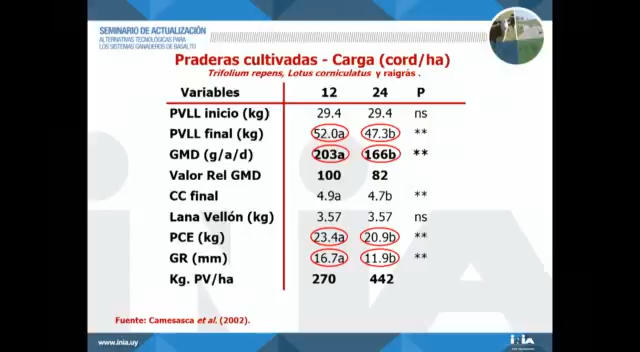 SEMINARIO DE ACTUALIZACIÓN
ALTERNATIVAS TECNOLÓGICAS PARA
LOS SISTEMAS GANADEROS DE BASALTO
Praderas cultivadas - Carga (cord/ha)
Trifolium repens, Lotus corniculatus y raigrás .
Variables 12 24 P
PVLL inicio (kg) 29.4 29.4 ns
PVLL final (kg) 52.0a 47.3b **
GMD (g/a/d) 203a 166b **
Valor Rel GMD 100 82
CC final 4.9a 4.7b **
Lana Vellón (kg) 3.57 3.57 ns
PCE (kg) 23.4a 20.9b **
GR (mm) 16.7a 11.9b **
Kg. PV/ha 270 442
Fuente: Camesasca et al. (2002).
www.inia.uy